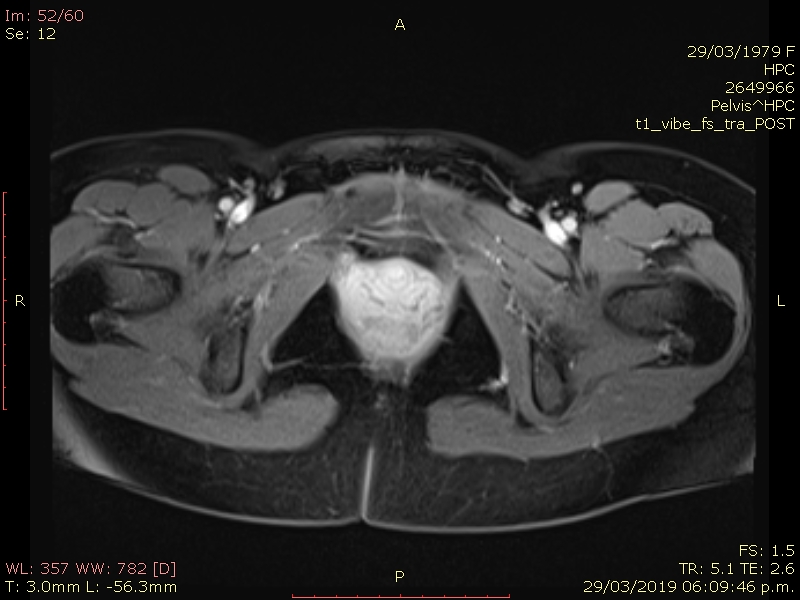 Im: 52/60
Se: 12
A
29/03/1979 F
HPC
2649966
Pelvis^HPC
t1_vibe_fs_tra_POST
R
L
WL: 357 WW: 782 [D]
T: 3.0mm L: -56.3mm
P
FS: 1.5
TR: 5.1 TE: 2.6
29/03/2019 06:09:46 p.m.